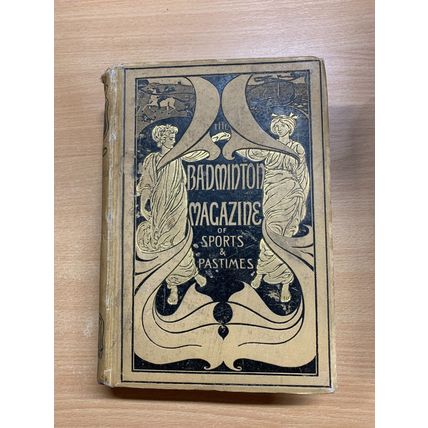 the
BADMINTON
MAGAZINE
OF
SPORTS
&
PASTIMES